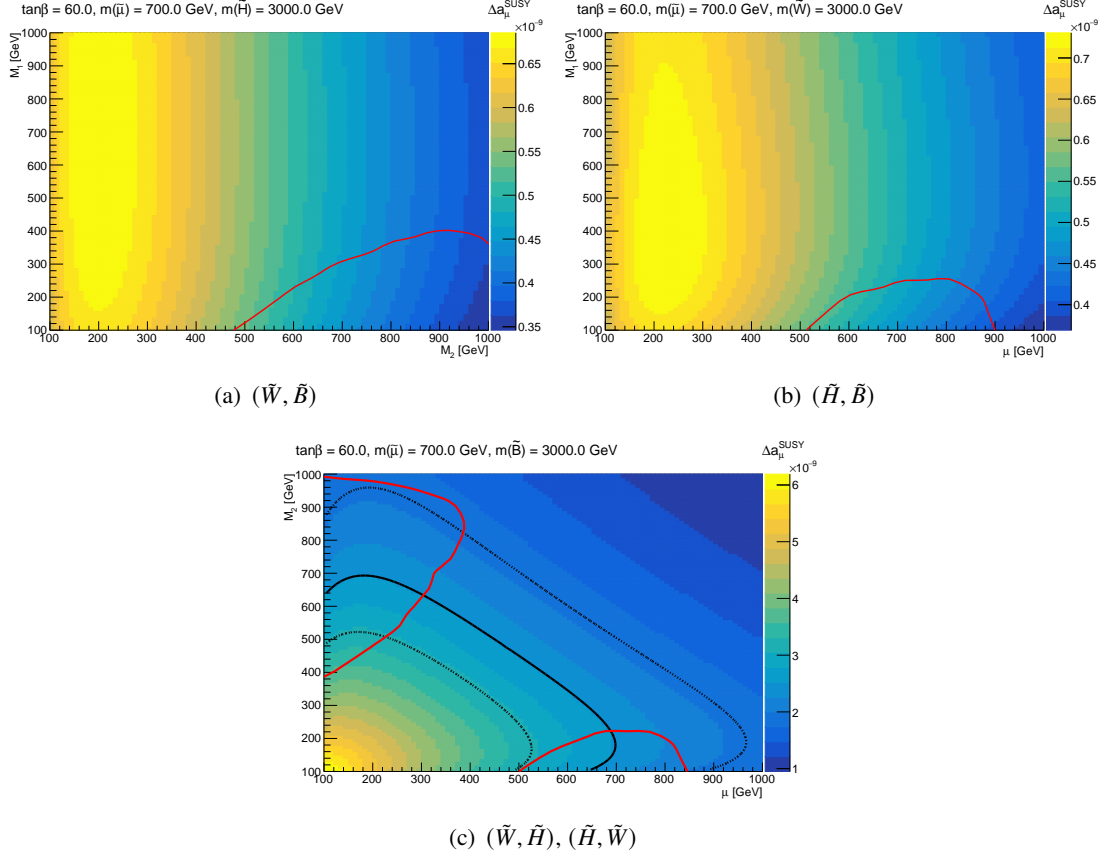 tanβ = 60.0, m(μ̃) = 700 GeV, m(H̃) = 3000.0 GeV
Δa_μ^SUSY
×10⁻⁹
M₁ [GeV]
1000
900
800
700
600
500
400
300
200
100
100 200 300 400 500 600 700 800 900 1000
M₂ [GeV]
0.65
0.6
0.55
0.5
0.45
0.4
0.35
(a) (W̃, B̃)
tanβ = 60.0, m(μ̃) = 700 GeV, m(W̃) = 3000.0 GeV
Δa_μ^SUSY
×10⁻⁹
M₁ [GeV]
1000
900
800
700
600
500
400
300
200
100
100 200 300 400 500 600 700 800 900 1000
μ [GeV]
0.7
0.65
0.6
0.55
0.5
0.45
0.4
(b) (H̃, B̃)
tanβ = 60.0, m(μ̃) = 700.0 GeV, m(B̃) = 3000.0 GeV
Δa_μ^SUSY
×10⁻⁹
M₂ [GeV]
1000
900
800
700
600
500
400
300
200
100
100 200 300 400 500 600 700 800 900 1000
μ [GeV]
6
5
4
3
2
1
(c) (W̃, H̃), (H̃, W̃)